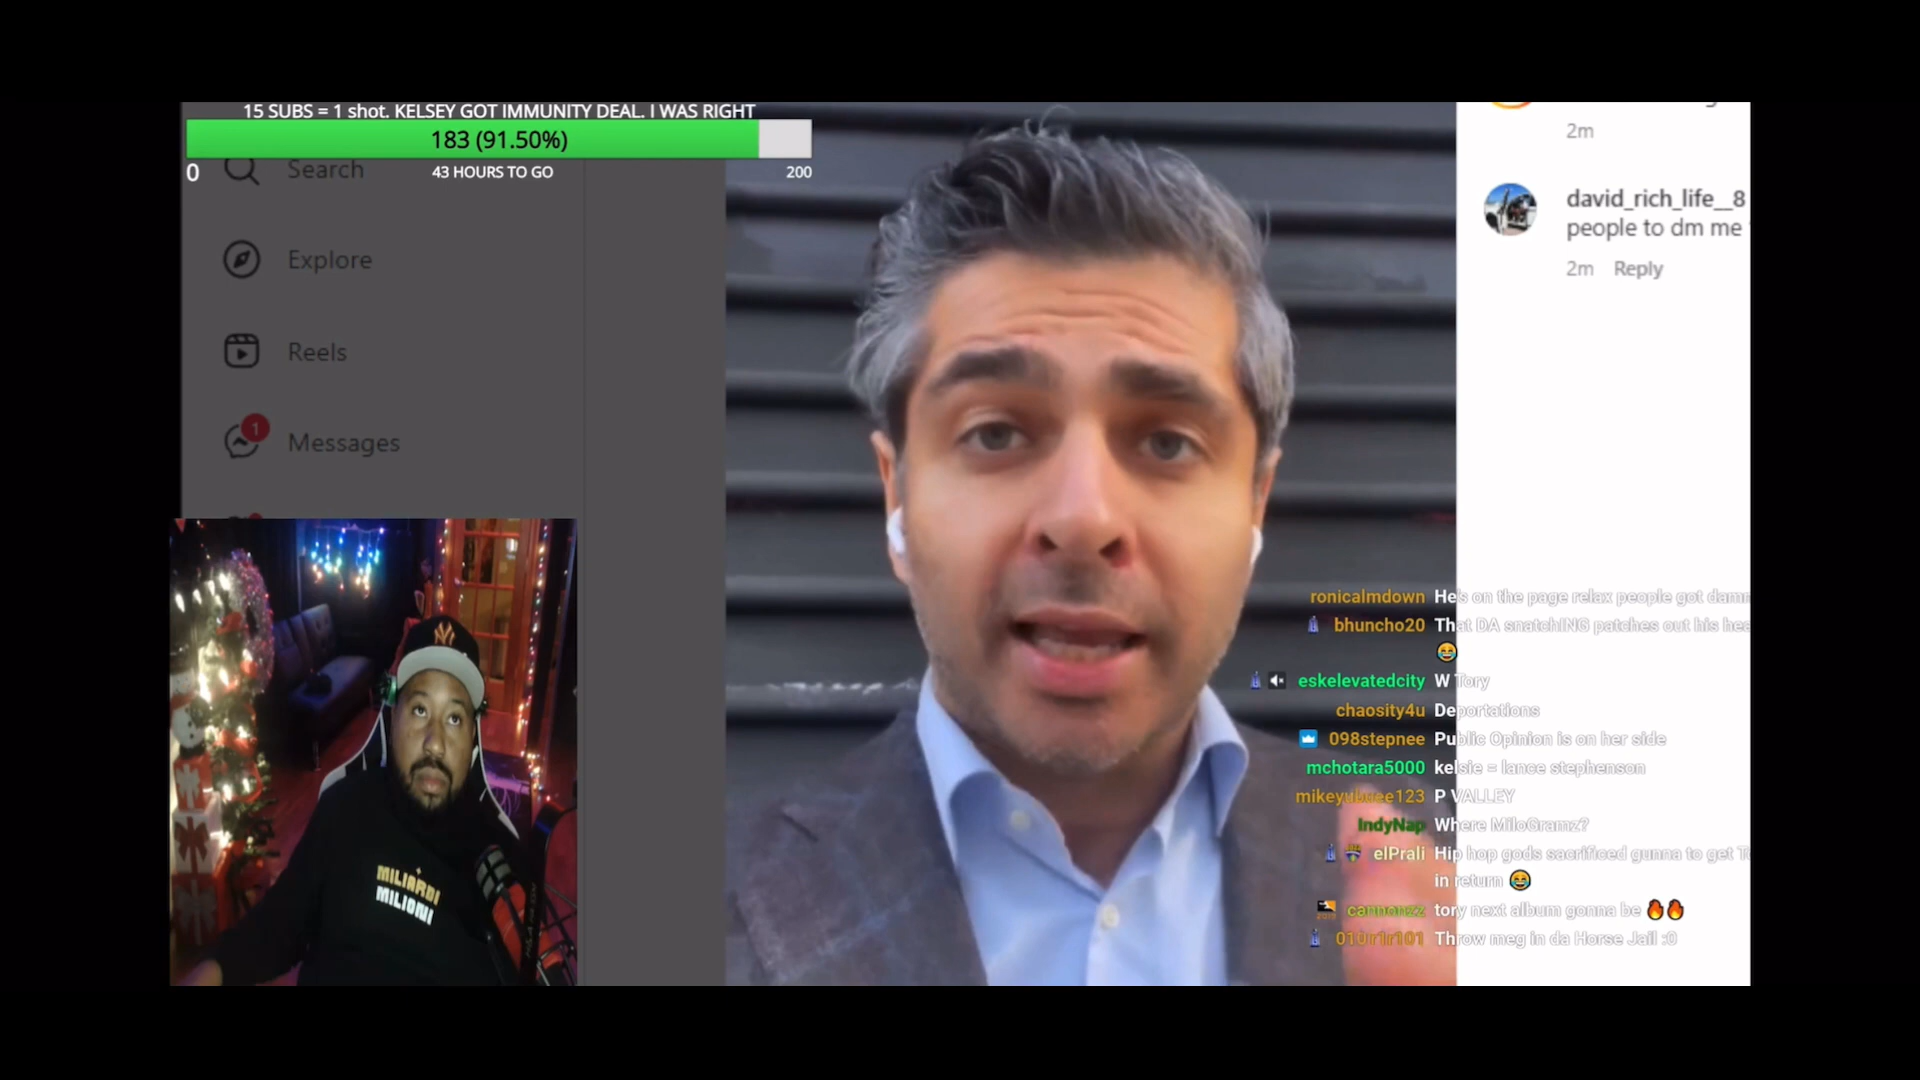 15 SUBS = 1 shot. KELSEY GOT IMMUNITY DEAL. I WAS RIGHT
183 (91.50%)
0
43 HOURS TO GO
200
Search
Explore
Reels
1
Messages
2m
david_rich_life__8
people to dm me
2m Reply
ronicalmdown He's on the page relax people got damn
bhuncho20 That DA snatchING patches out his hea
😂
eskelevatedcity W Tory
chaosity4u Deportations
098stepnee Public Opinion is on her side
mchotara5000 kelsie = lance stephenson
P VALLEY
IndyNap Where MiloGramz?
elPrali Hip hop gods sacrificed gunna to get
in return 😂
cannonzz tory next album gonna be 🔥🔥
Throw meg in da Horse Jail :0
NY
MILIARDI
MILIONI